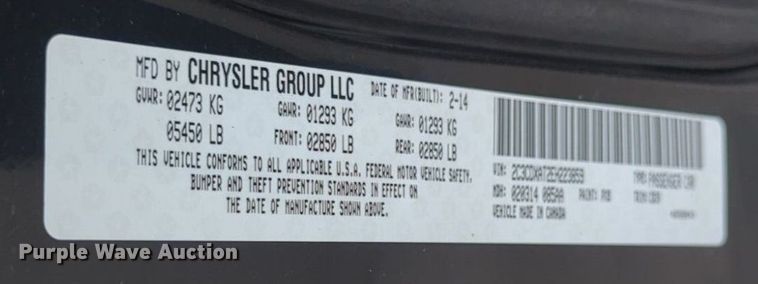 MFD BY CHRYSLER GROUP LLC
DATE OF MFR(BUILT): 2-14
GVWR: 02473 KG
GAWR: 01293 KG
GAWR: 01293 KG
05450 LB
FRONT: 02850 LB
REAR: 02850 LB
THIS VEHICLE CONFORMS TO ALL APPLICABLE U.S.A. FEDERAL MOTOR VEHICLE SAFETY,
BUMPER AND THEFT PREVENTION STANDARDS IN EFFECT ON
THE DATE OF MANUFACTURE SHOWN ABOVE.
VIN: 2C3CDXAT2EH223059
TYPE: PASSENGER CAR
MDH: 020314 085AA
PAINT:
TRIM CODE:
VEHICLE MADE IN CANADA
Purple Wave Auction